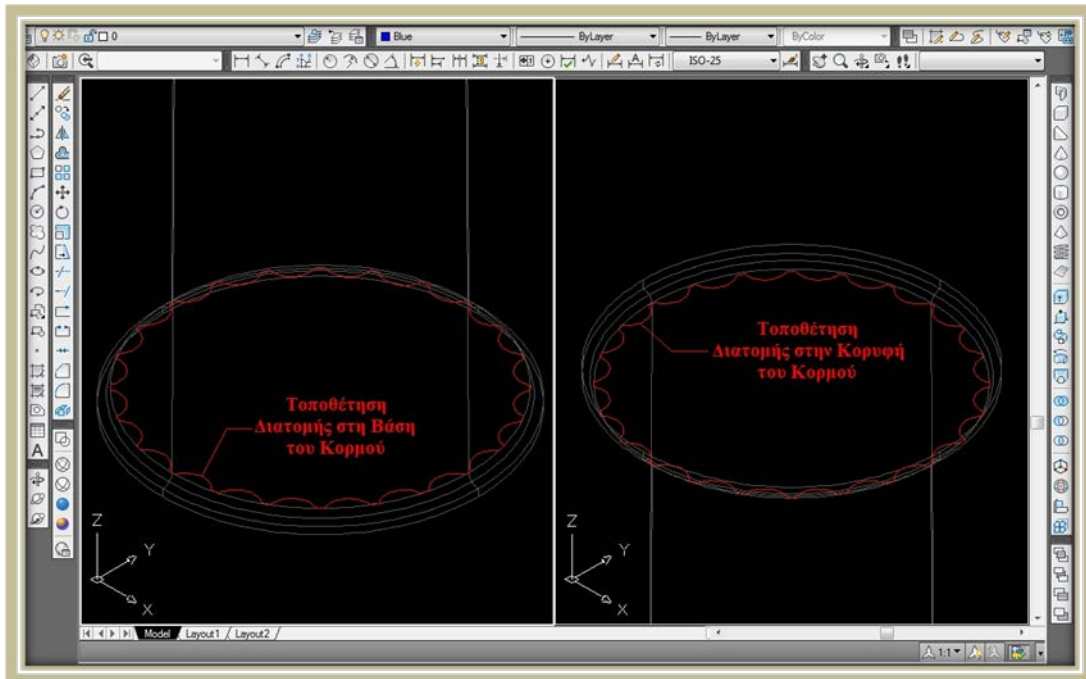 0
Blue
ByLayer
ByLayer
ByColor
ISO-25
Τοποθέτηση
Διατομής στη Βάση
του Κορμού
Z
Y
X
Τοποθέτηση
Διατομής στην Κορυφή
του Κορμού
Z
Y
X
A
Model Layout1 Layout2
1:1